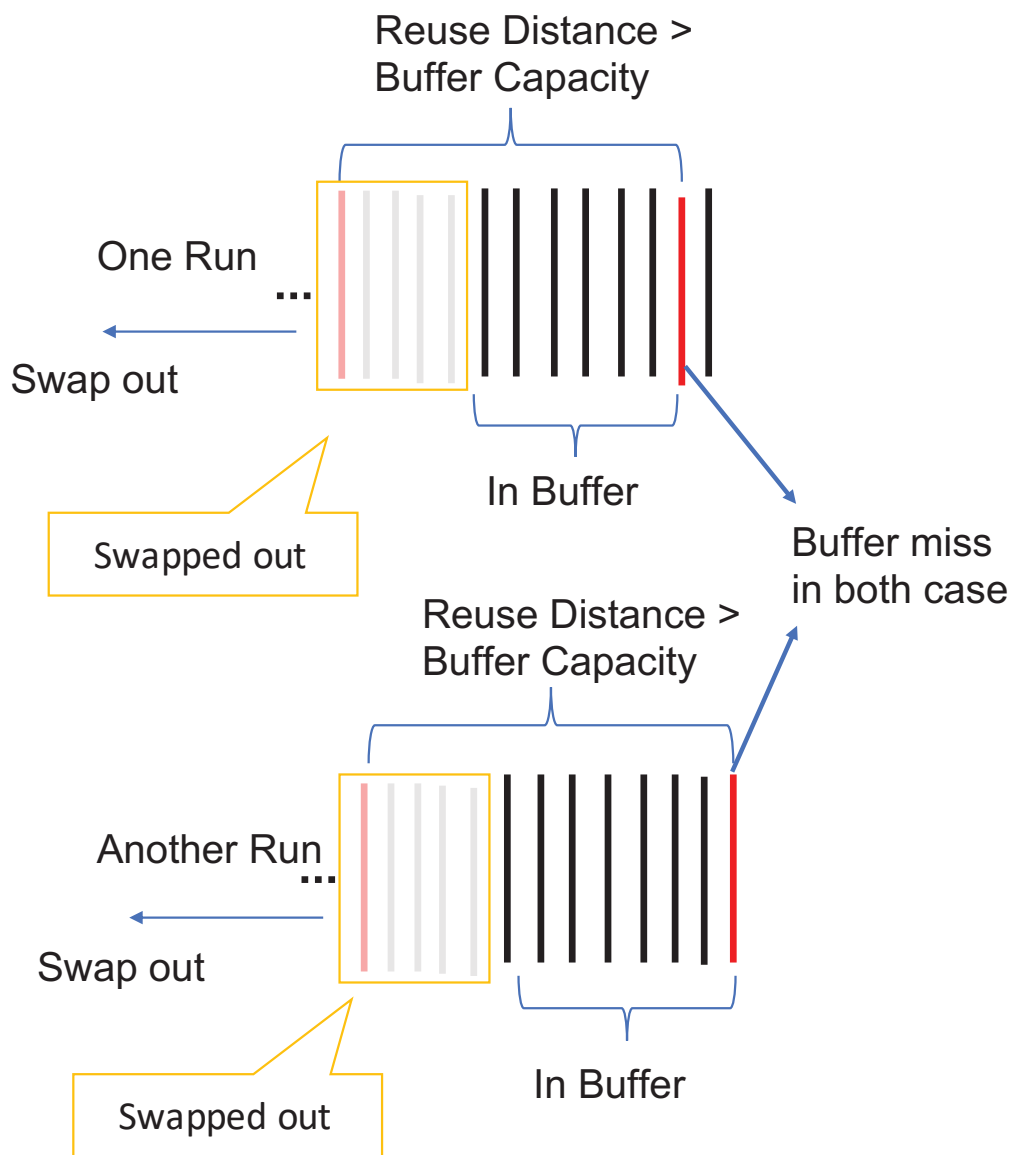 Reuse Distance >
Buffer Capacity
One Run
...
Swap out
In Buffer
Swapped out
Buffer miss
in both case
Reuse Distance >
Buffer Capacity
Another Run
...
Swap out
In Buffer
Swapped out